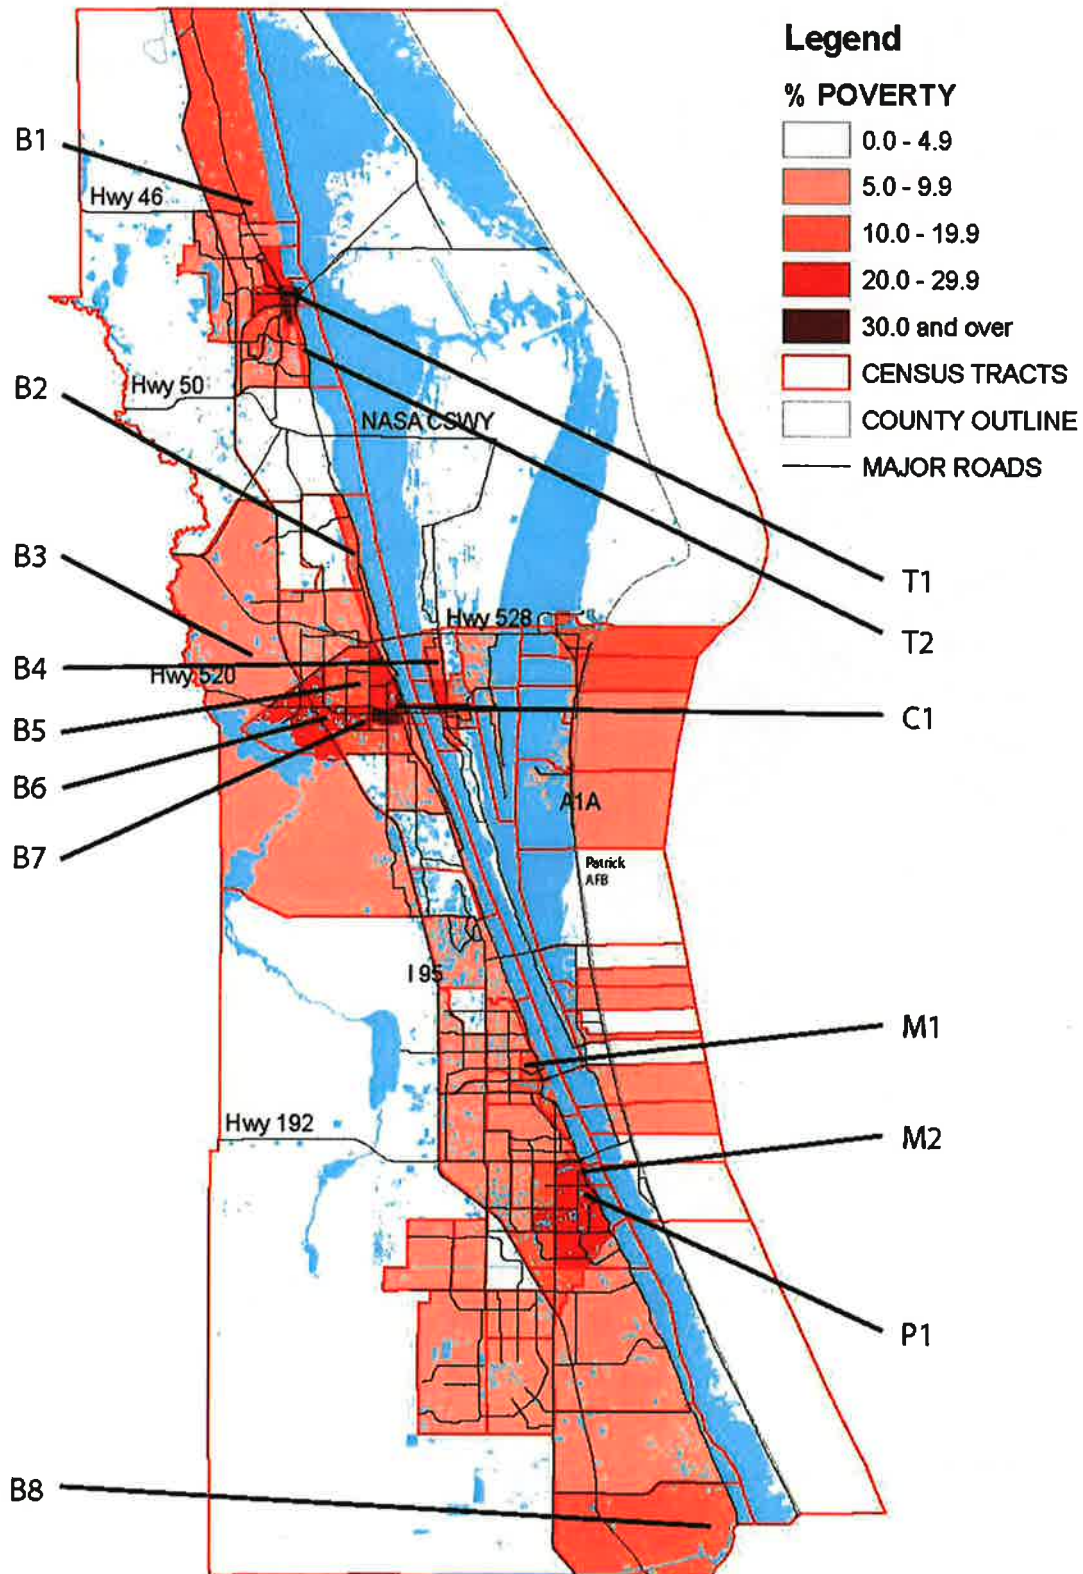 Legend
% POVERTY
0.0 - 4.9
5.0 - 9.9
10.0 - 19.9
20.0 - 29.9
30.0 and over
CENSUS TRACTS
COUNTY OUTLINE
MAJOR ROADS
B1
Hwy 46
B2
Hwy 50
NASA CSWY
B3
T1
Hwy 528
T2
B4
Hwy 520
C1
B5
B6
A1A
B7
Patrick
AFB
I 95
M1
Hwy 192
M2
P1
B8